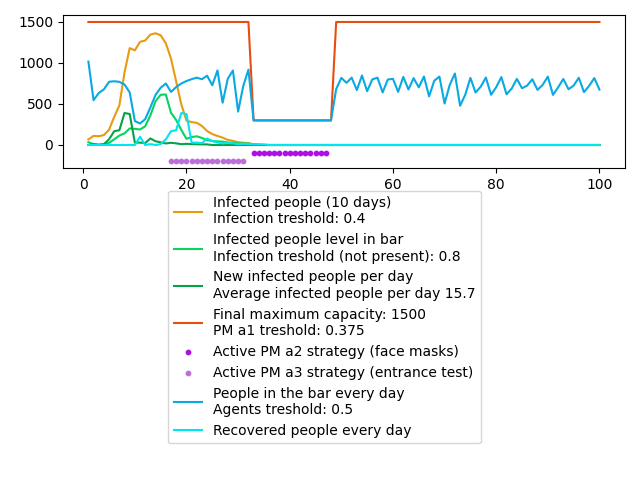 1500
1000
500
0
0 20 40 60 80 100
Infected people (10 days)
Infection treshold: 0.4
Infected people level in bar
Infection treshold (not present): 0.8
New infected people per day
Average infected people per day 15.7
Final maximum capacity: 1500
PM a1 treshold: 0.375
Active PM a2 strategy (face masks)
Active PM a3 strategy (entrance test)
People in the bar every day
Agents treshold: 0.5
Recovered people every day